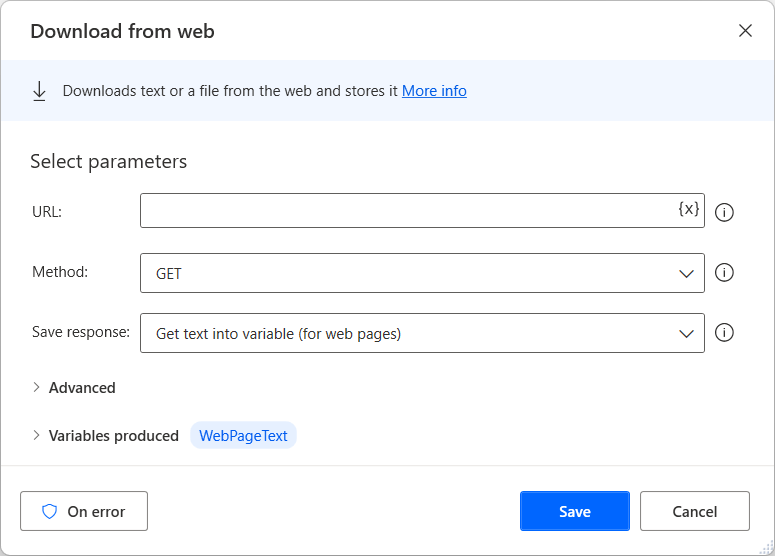 Download from web
Downloads text or a file from the web and stores it More info
Select parameters
URL:
{x}
Method:
GET
Save response:
Get text into variable (for web pages)
Advanced
Variables produced WebPageText
On error
Save
Cancel